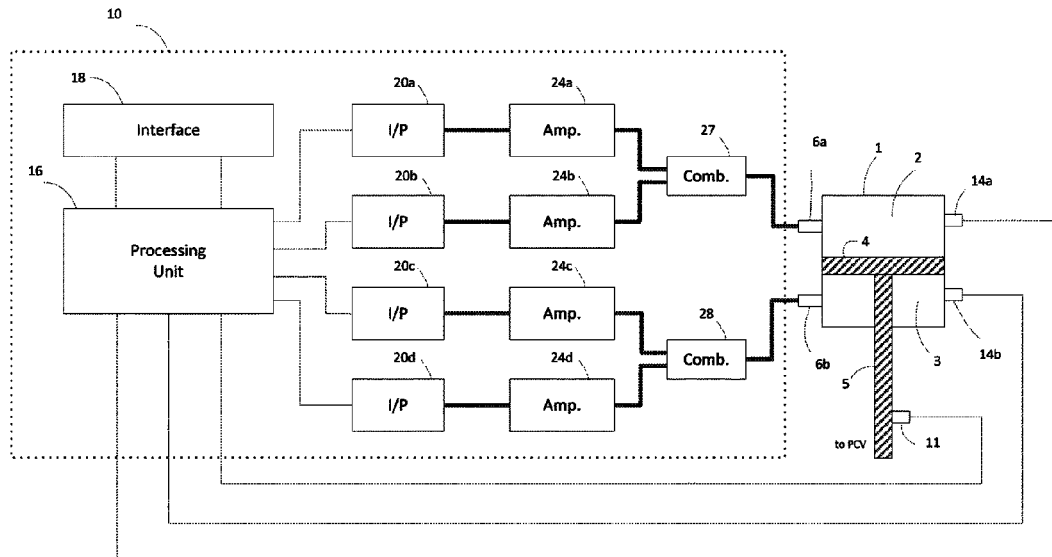 10
18
Interface
16
Processing
Unit
20a
I/P
24a
Amp.
27
Comb.
20b
I/P
24b
Amp.
20c
I/P
24c
Amp.
28
Comb.
20d
I/P
24d
Amp.
6a
1
2
14a
4
6b
5
3
14b
to PCV
11